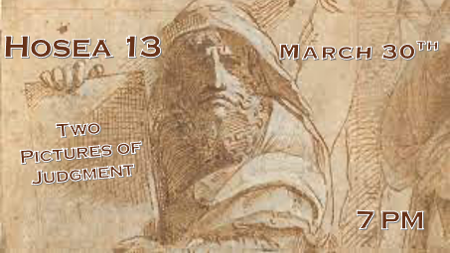 Hosea 13
March 30th
Two
Pictures of
Judgment
7 PM